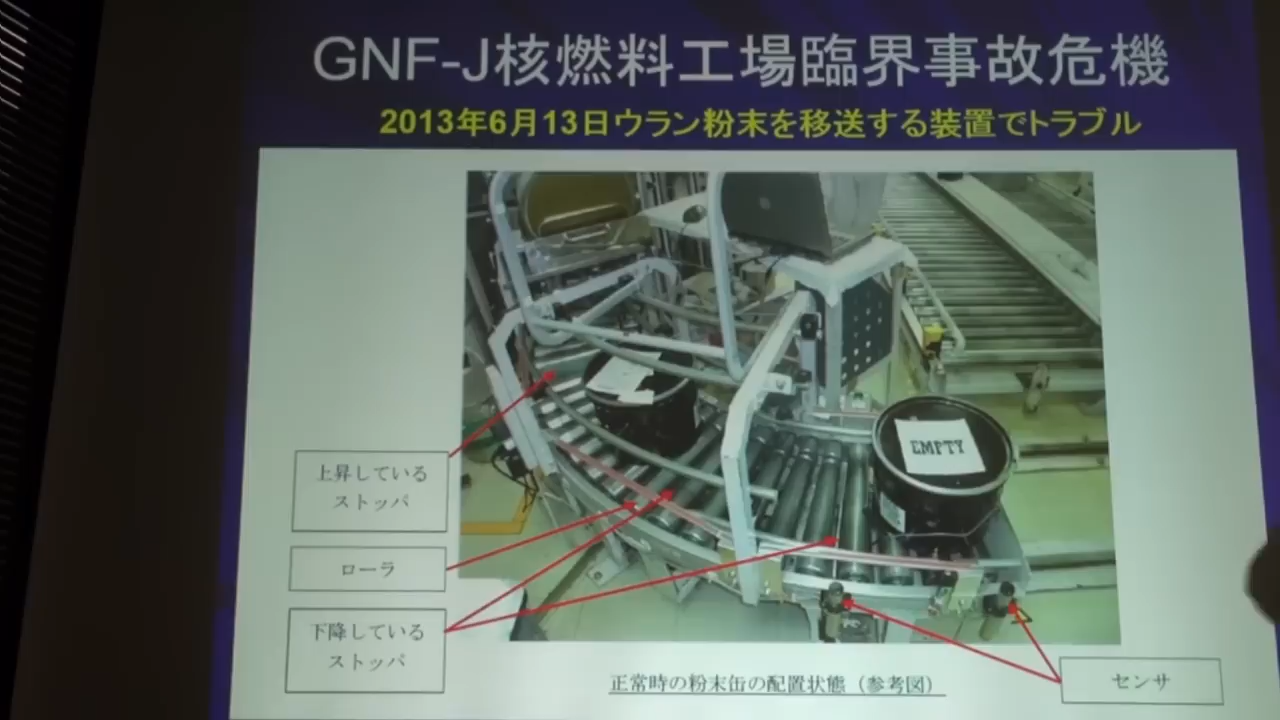 GNF-J核燃料工場臨界事故危機
2013年6月13日ウラン粉末を移送する装置でトラブル
EMPTY
上昇している
ストッパ
ローラ
下降している
ストッパ
センサ
正常時の粉末缶の配置状態（参考図）